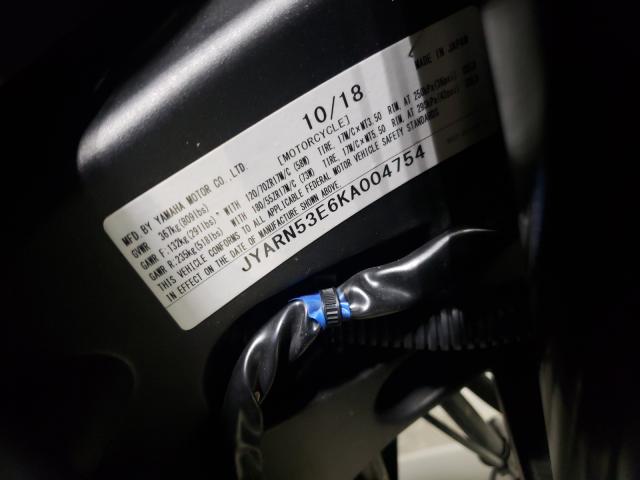 10/18 MADE IN JAPAN
MFD.BY YAMAHA MOTOR CO.,LTD. [MOTORCYCLE]
GVWR 367kg(809lbs)
GAWR F:132kg(291lbs) WITH 120/70ZR17M/C (58W) TIRE, 17M/C×MT3.50 RIM, AT 250kPa(36psi) COLD
GAWR R:235kg(518lbs) WITH 190/55ZR17M/C (73W) TIRE, 17M/C×MT5.50 RIM, AT 290kPa(42psi) COLD
THIS VEHICLE CONFORMS TO ALL APPLICABLE FEDERAL MOTOR VEHICLE SAFETY STANDARDS
IN EFFECT ON THE DATE OF MANUFACTURE SHOWN ABOVE.
JYARN53E6KA004754